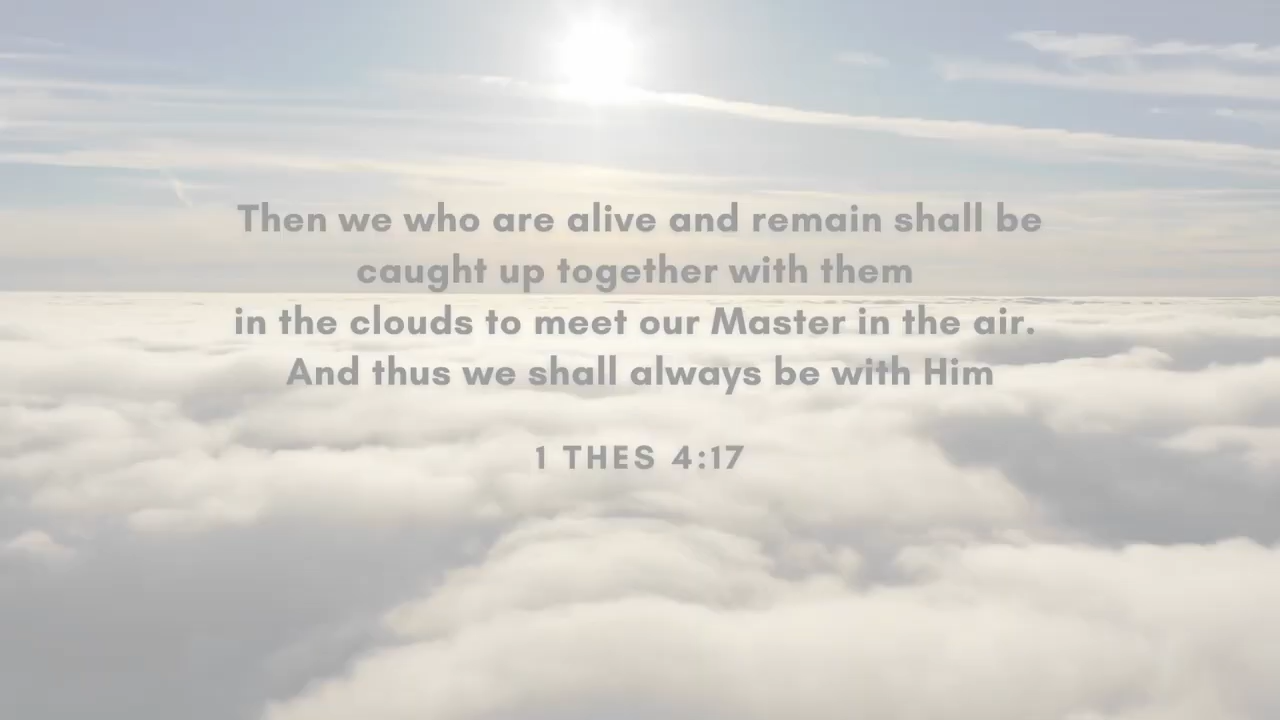 Then we who are alive and remain shall be
caught up together with them
in the clouds to meet our Master in the air.
And thus we shall always be with Him
1 THES 4:17